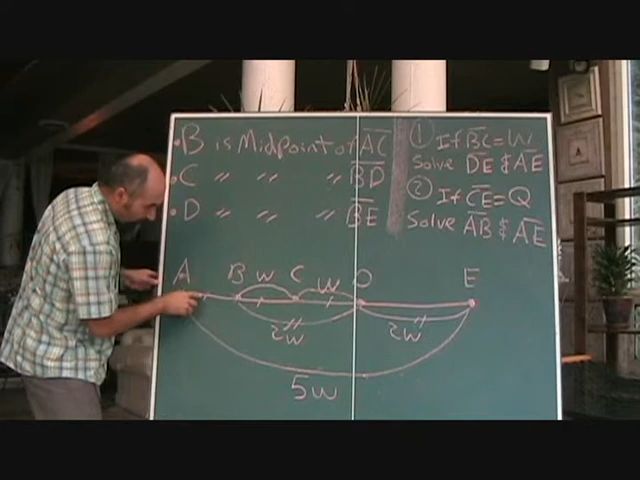 • B is Midpoint of AC
• C " " " BD
• D " " " BE
① If BC = W
Solve DE & AE
② If CE = Q
Solve AB & AE
A B W C W D E
2W 2W
5W